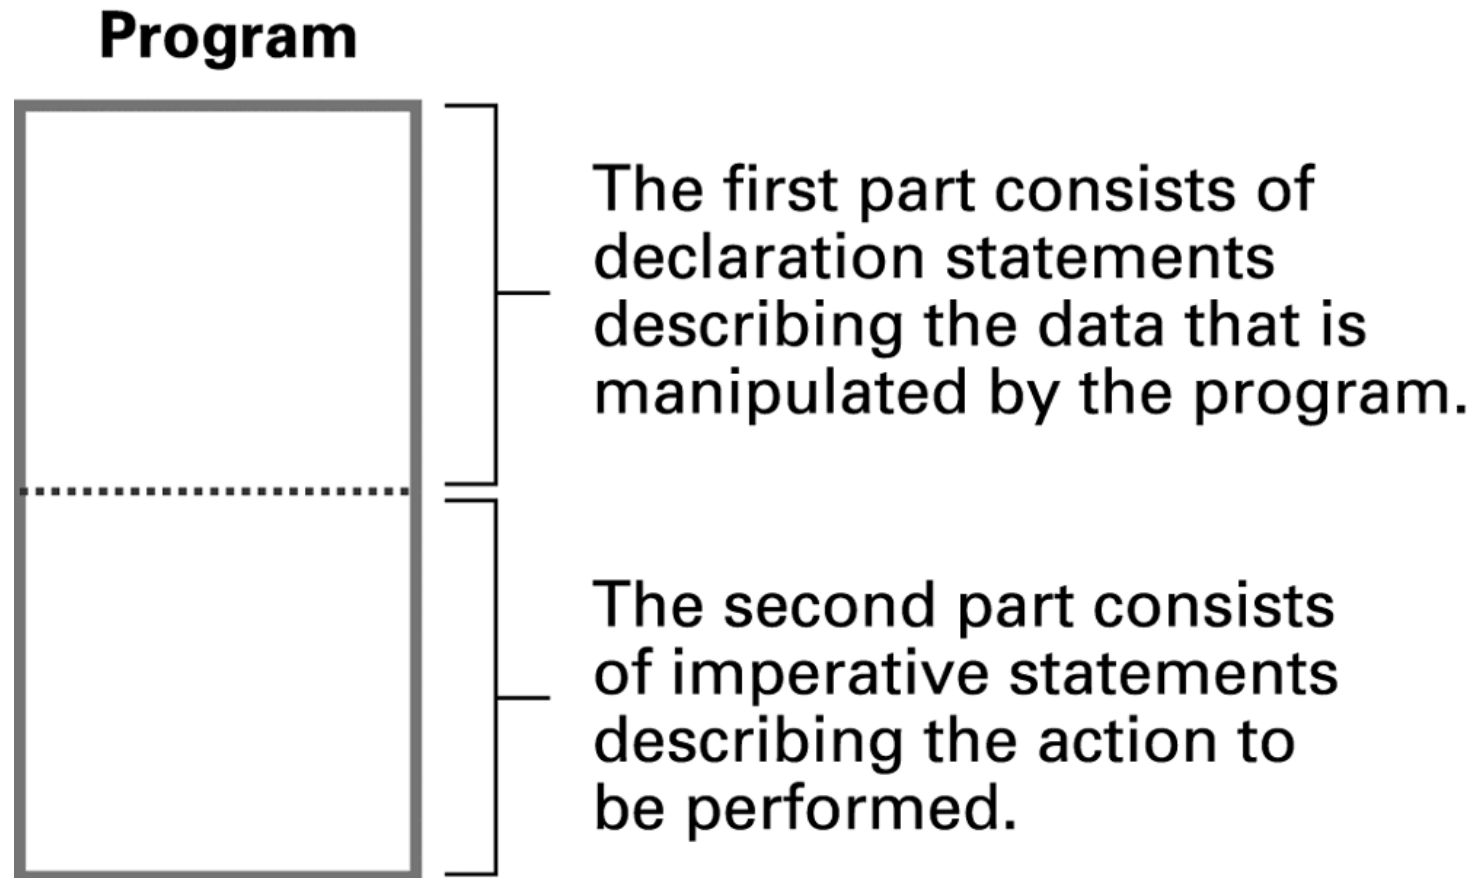 Program
The first part consists of
declaration statements
describing the data that is
manipulated by the program.
The second part consists
of imperative statements
describing the action to
be performed.